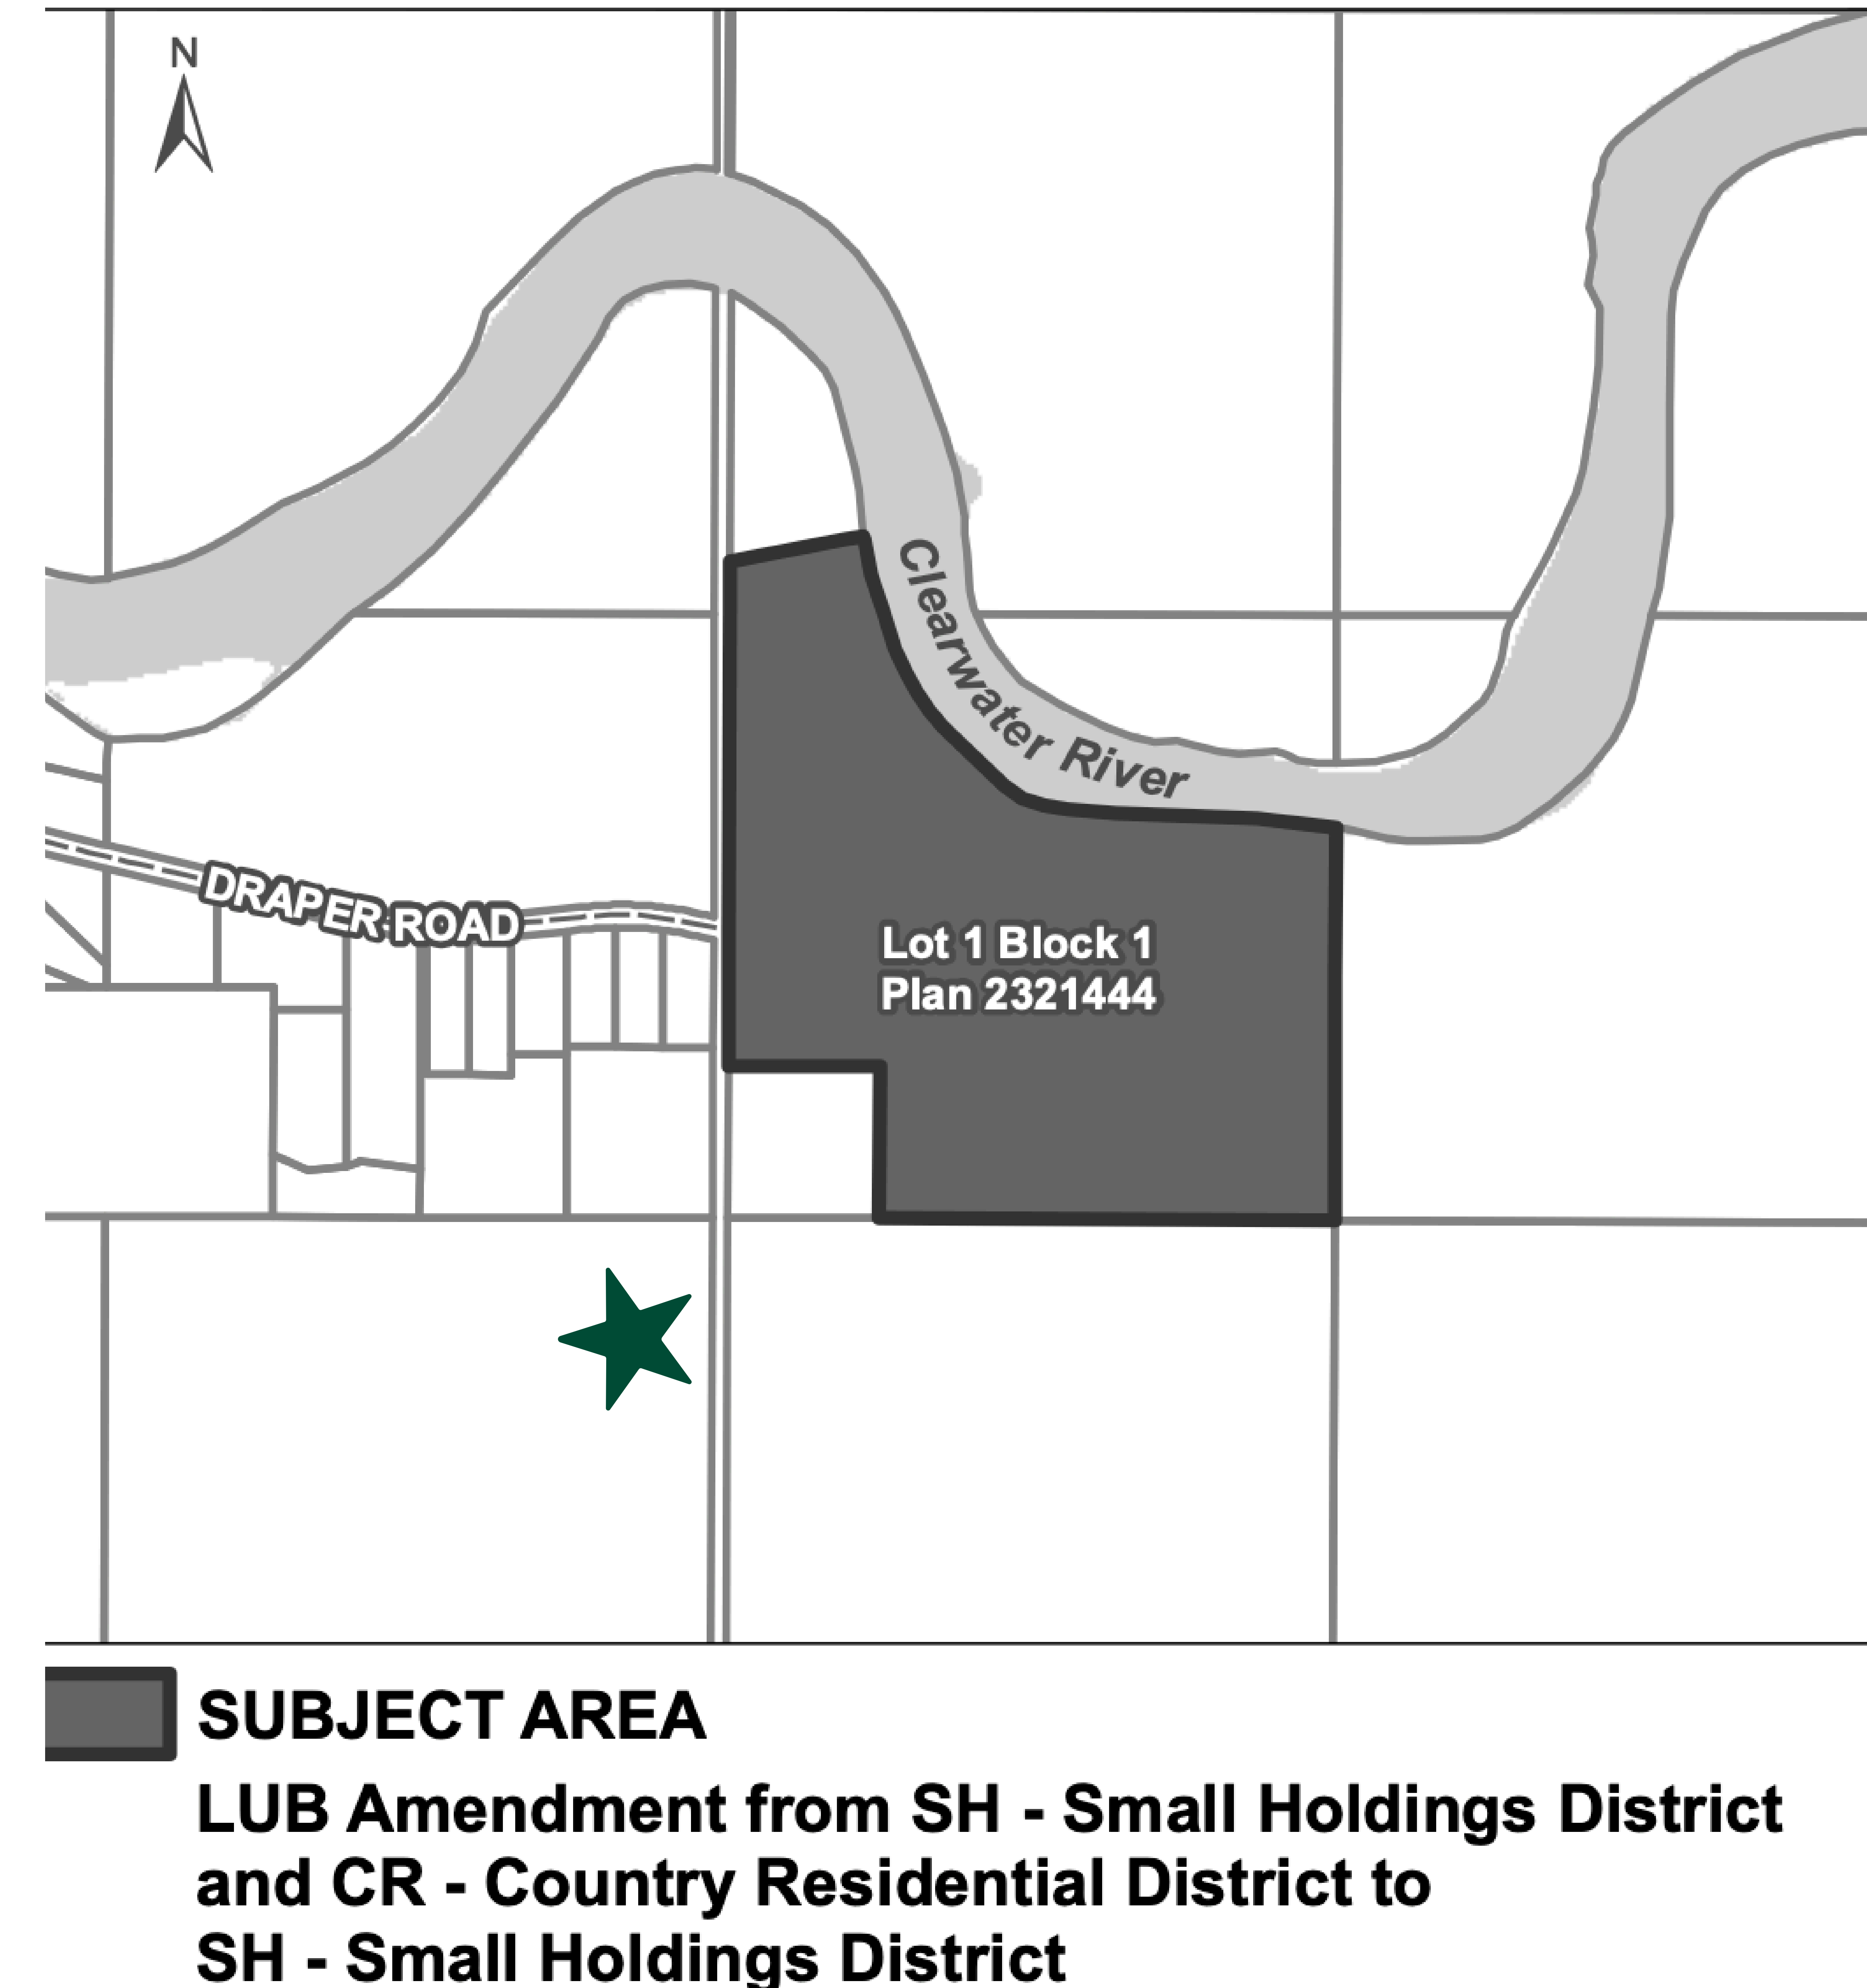 N
Clearwater River
DRAPER ROAD
Lot 1 Block 1
Plan 2321444
SUBJECT AREA
LUB Amendment from SH - Small Holdings District
and CR - Country Residential District to
SH - Small Holdings District